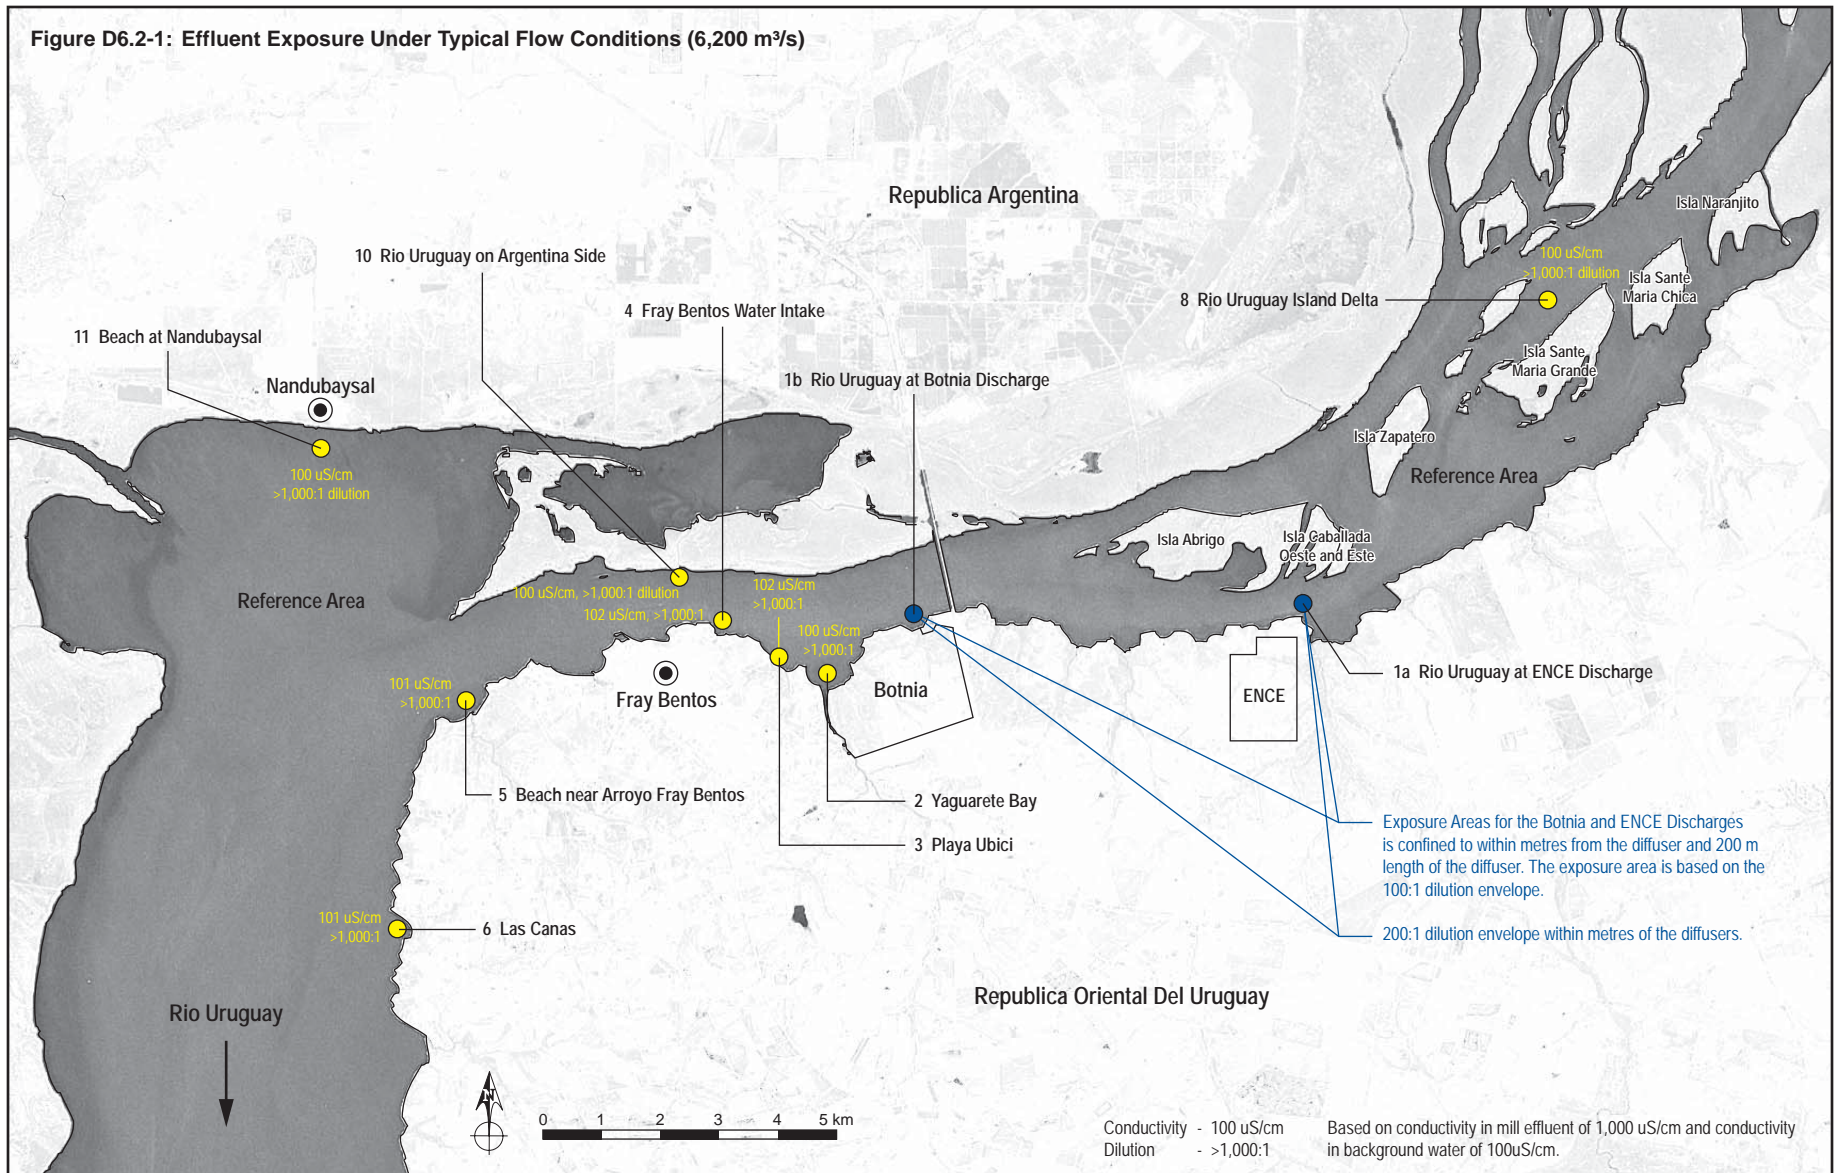 Figure D6.2-1: Effluent Exposure Under Typical Flow Conditions (6,200 m³/s)
Republica Argentina
Isla Naranjito
10 Rio Uruguay on Argentina Side
100 uS/cm
>1,000:1 dilution
Isla Sante
Maria Chica
8 Rio Uruguay Island Delta
4 Fray Bentos Water Intake
11 Beach at Nandubaysal
Isla Sante
Maria Grande
1b Rio Uruguay at Botnia Discharge
Nandubaysal
Isla Zapatero
100 uS/cm
>1,000:1 dilution
Reference Area
Isla Abrigo
Isla Caballada
Oeste and Este
Reference Area
100 uS/cm, >1,000:1 dilution
102 uS/cm, >1,000:1
102 uS/cm
>1,000:1
100 uS/cm
>1,000:1
101 uS/cm
>1,000:1
Fray Bentos
Botnia
ENCE
1a Rio Uruguay at ENCE Discharge
5 Beach near Arroyo Fray Bentos
2 Yaguarete Bay
3 Playa Ubici
Exposure Areas for the Botnia and ENCE Discharges
is confined to within metres from the diffuser and 200 m
length of the diffuser. The exposure area is based on the
100:1 dilution envelope.
101 uS/cm
>1,000:1
6 Las Canas
200:1 dilution envelope within metres of the diffusers.
Republica Oriental Del Uruguay
Rio Uruguay
N
0 1 2 3 4 5 km
Conductivity - 100 uS/cm Based on conductivity in mill effluent of 1,000 uS/cm and conductivity
Dilution - >1,000:1 in background water of 100uS/cm.